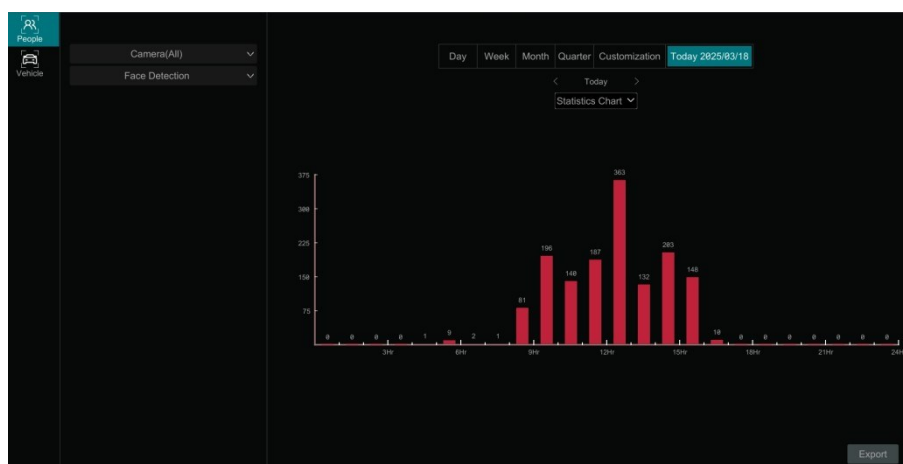 People
Vehicle
Camera(All)
Face Detection
Day Week Month Quarter Customization Today 2025/03/18
< Today >
Statistics Chart
375
300
225
150
75
0 0 0 0 1 9 2 1 81 196 140 187 363 132 203 148 10 0 0 0 0 0 0 0
3Hr 6Hr 9Hr 12Hr 15Hr 18Hr 21Hr 24H
Export